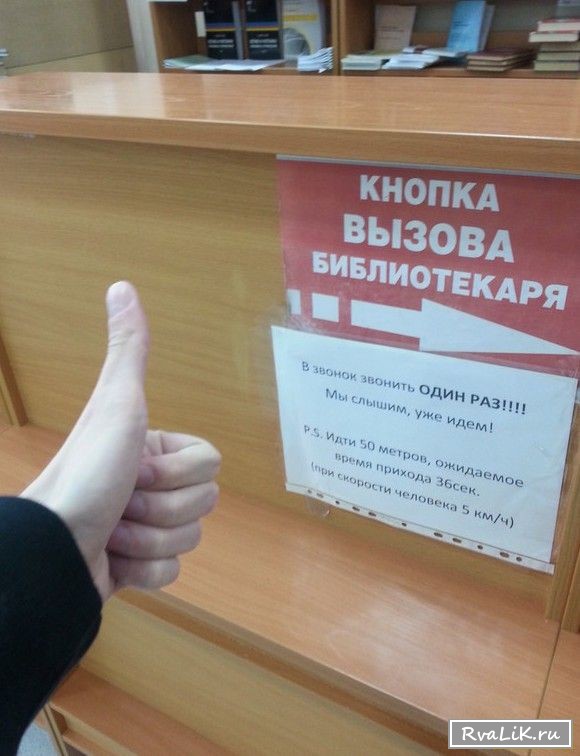 КНОПКА
ВЫЗОВА
БИБЛИОТЕКАРЯ
В звонок звонить ОДИН РАЗ!!!!
Мы слышим, уже идем!
P.S. Идти 50 метров, ожидаемое
время прихода 36сек.
(при скорости человека 5 км/ч)
RvaLiK.ru